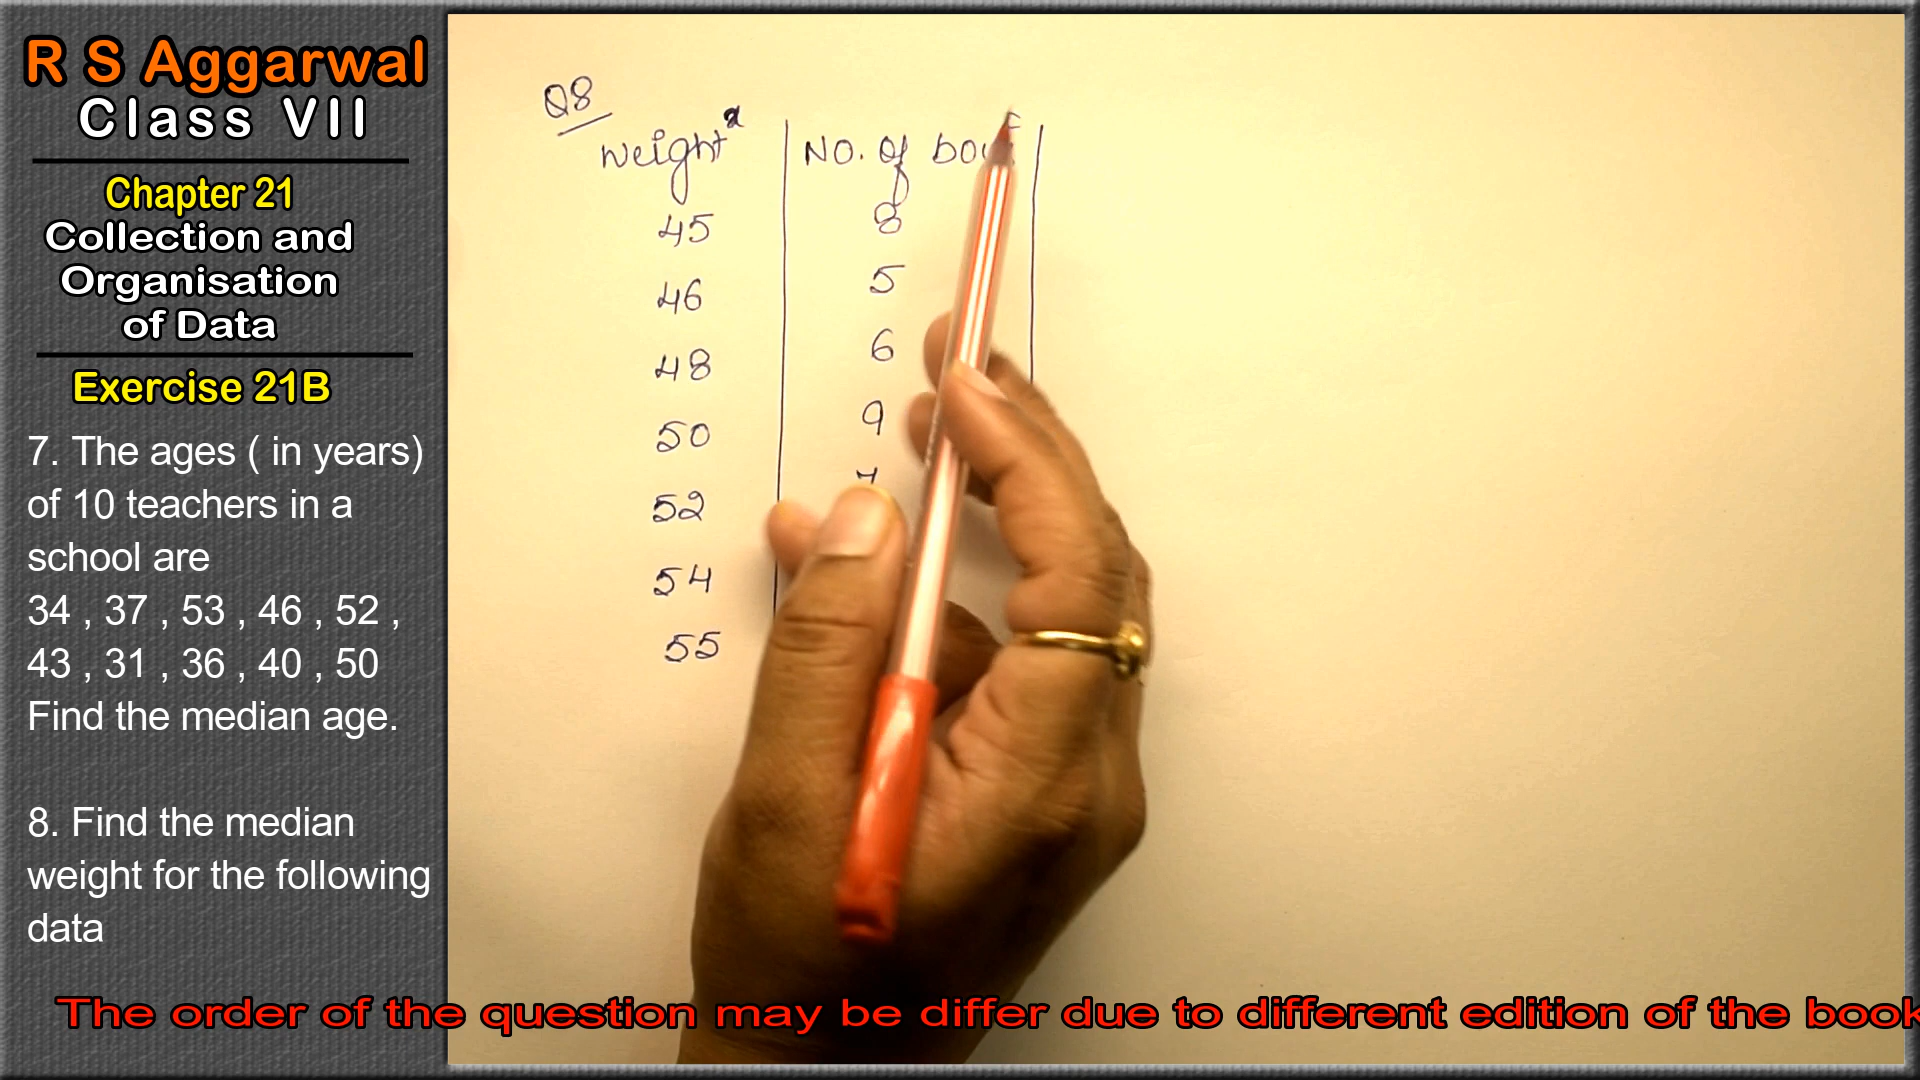 R S Aggarwal
Class VII
Chapter 21
Collection and
Organisation
of Data
Exercise 21B
7. The ages ( in years)
of 10 teachers in a
school are
34 , 37 , 53 , 46 , 52 ,
43 , 31 , 36 , 40 , 50
Find the median age.
8. Find the median
weight for the following
data
Q8
weight x No. of
45 8
46 5
48 6
50 9
52
54
55
The order of the question may be differ due to different edition of the book